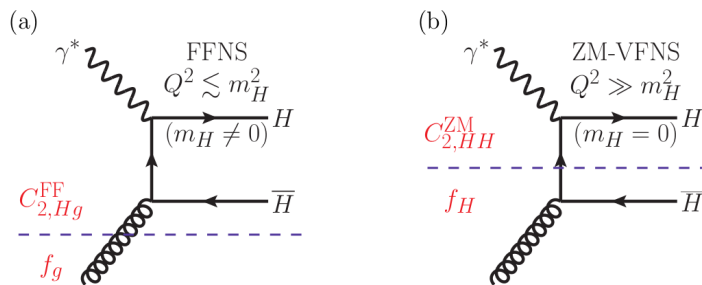 (a)
γ*
FFNS
Q² ≲ m²_H
H
(m_H ≠ 0)
C^FF_2,Hg
H̅
f_g
(b)
γ*
ZM-VFNS
Q² ≫ m²_H
H
(m_H = 0)
C^ZM_2,HH
f_H
H̅